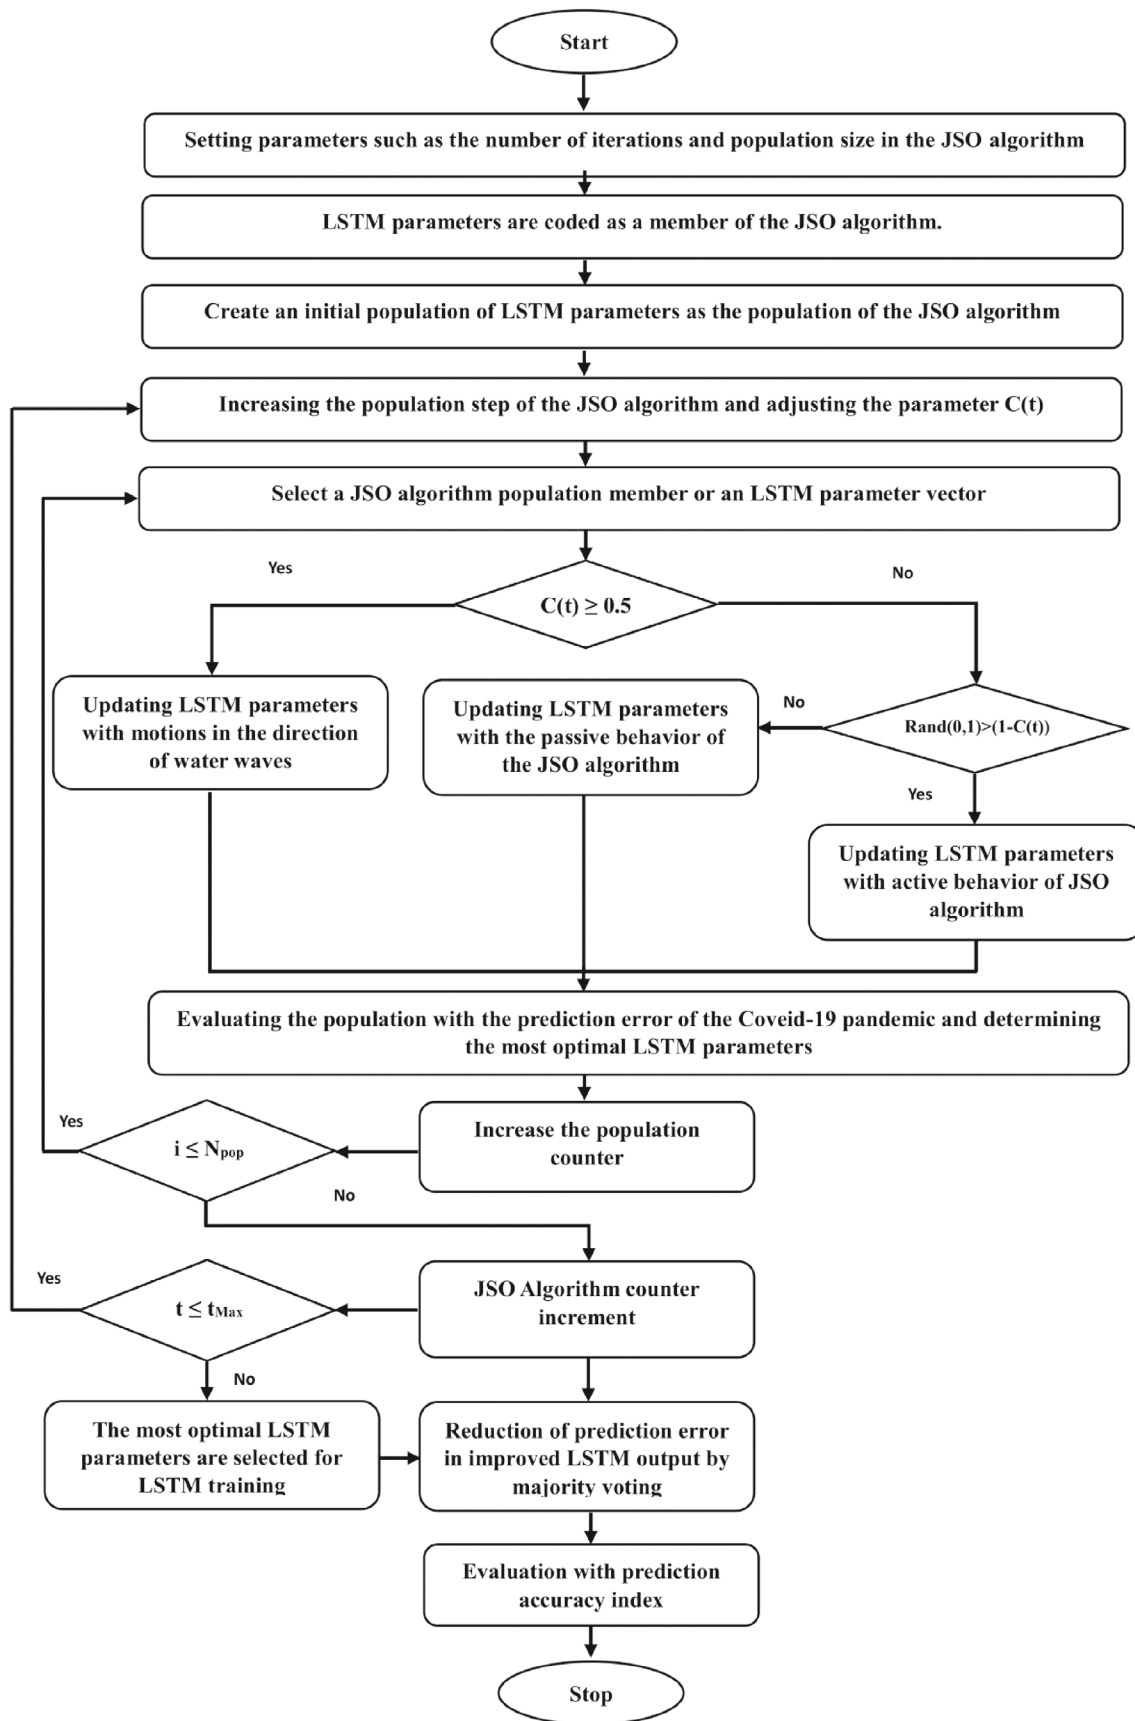 Start
Setting parameters such as the number of iterations and population size in the JSO algorithm
LSTM parameters are coded as a member of the JSO algorithm.
Create an initial population of LSTM parameters as the population of the JSO algorithm
Increasing the population step of the JSO algorithm and adjusting the parameter C(t)
Select a JSO algorithm population member or an LSTM parameter vector
Yes
No
C(t) ≥ 0.5
Updating LSTM parameters
with motions in the direction
of water waves
Updating LSTM parameters
with the passive behavior of
the JSO algorithm
No
Rand(0,1)>(1-C(t))
Yes
Updating LSTM parameters
with active behavior of JSO
algorithm
Evaluating the population with the prediction error of the Coveid-19 pandemic and determining
the most optimal LSTM parameters
Yes
i ≤ Npop
Increase the population
counter
No
Yes
t ≤ tMax
JSO Algorithm counter
increment
No
The most optimal LSTM
parameters are selected for
LSTM training
Reduction of prediction error
in improved LSTM output by
majority voting
Evaluation with prediction
accuracy index
Stop